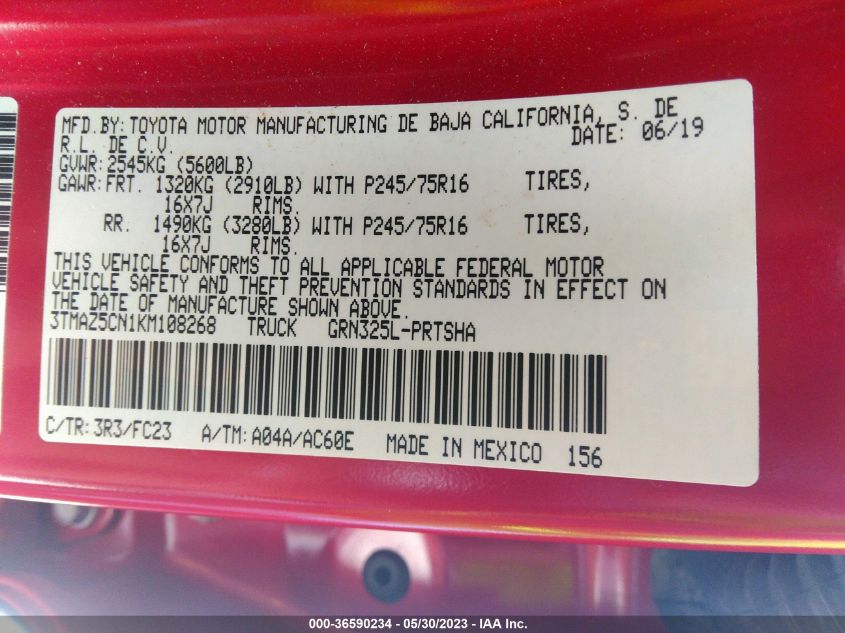 MFD.BY:TOYOTA MOTOR MANUFACTURING DE BAJA CALIFORNIA, S. DE
R.L. DE C.V. DATE: 06/19
GVWR:2545KG (5600LB)
GAWR:FRT. 1320KG (2910LB) WITH P245/75R16 TIRES,
16X7J RIMS.
RR. 1490KG (3280LB) WITH P245/75R16 TIRES,
16X7J RIMS.
THIS VEHICLE CONFORMS TO ALL APPLICABLE FEDERAL MOTOR
VEHICLE SAFETY AND THEFT PREVENTION STANDARDS IN EFFECT ON
THE DATE OF MANUFACTURE SHOWN ABOVE.
3TMAZ5CN1KM108268 TRUCK GRN325L-PRTSHA
C/TR:3R3/FC23 A/TM:A04A/AC60E MADE IN MEXICO 156
000-36590234 - 05/30/2023 - IAA Inc.